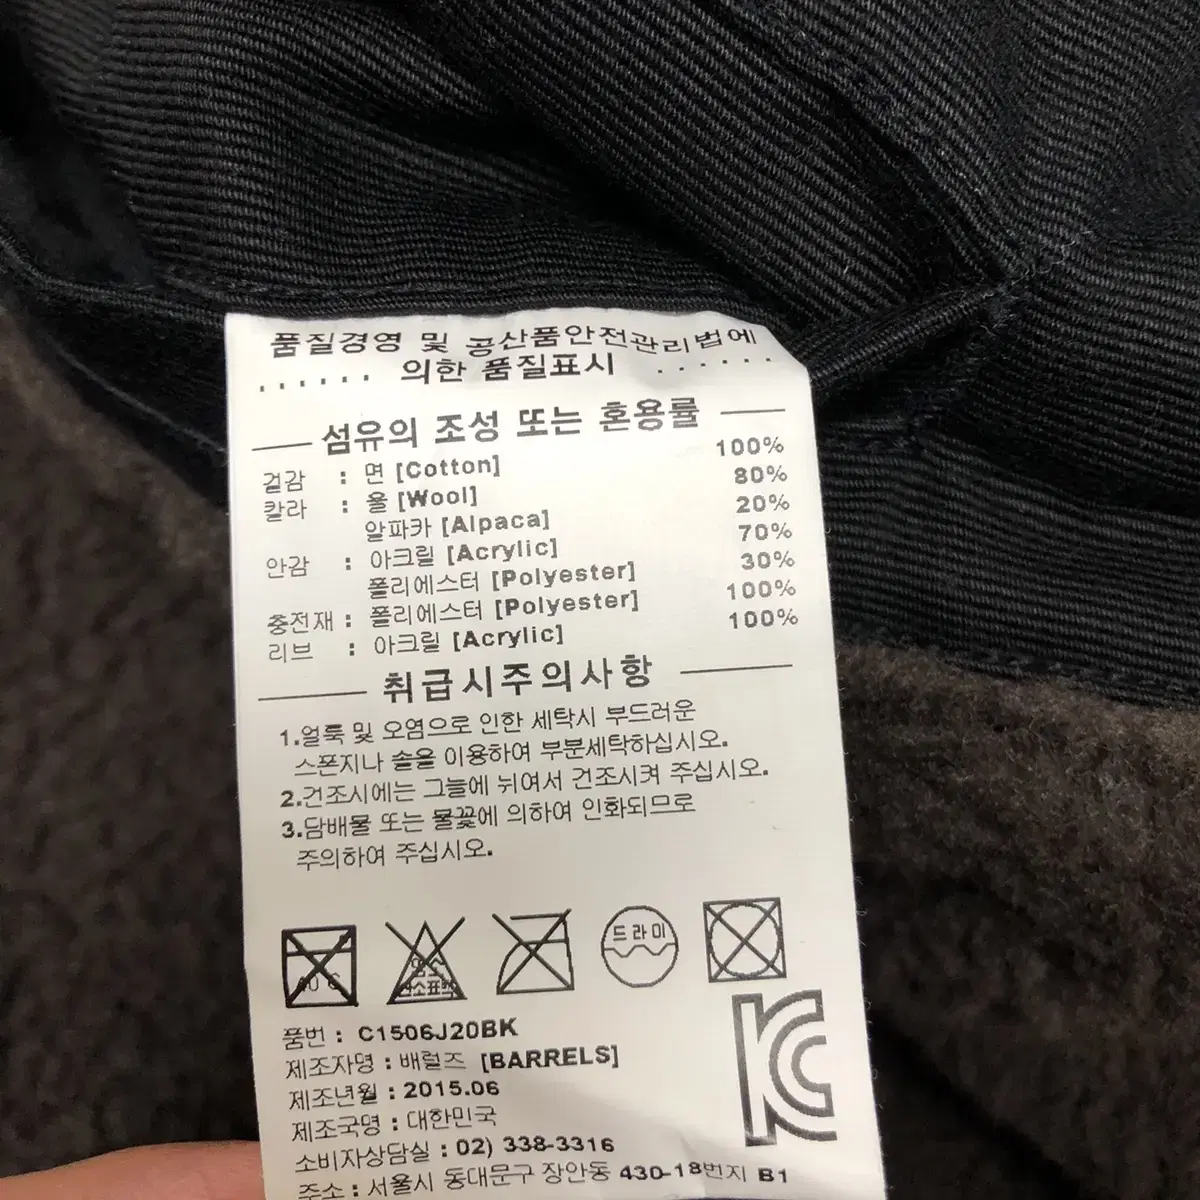 품질경영 및 공산품안전관리법에
...... 의한 품질표시 ......
섬유의 조성 또는 혼용률
겉감 : 면 [Cotton] 100%
칼라 : 울 [Wool] 80%
알파카 [Alpaca] 20%
안감 : 아크릴 [Acrylic] 70%
폴리에스터 [Polyester] 30%
충전재 : 폴리에스터 [Polyester] 100%
리브 : 아크릴 [Acrylic] 100%
취급시주의사항
1.얼룩 및 오염으로 인한 세탁시 부드러운
스폰지나 솔을 이용하여 부분세탁하십시오.
2.건조시에는 그늘에 뉘여서 건조시켜 주십시오.
3.담배불 또는 불꽃에 의하여 인화되므로
주의하여 주십시오.
드라이
품번 : C1506J20BK
제조자명 : 배럴즈 [BARRELS]
제조년월 : 2015.06
제조국명 : 대한민국
소비자상담실 : 02) 338-3316
주소 : 서울시 동대문구 장안동 430-18번지 B1